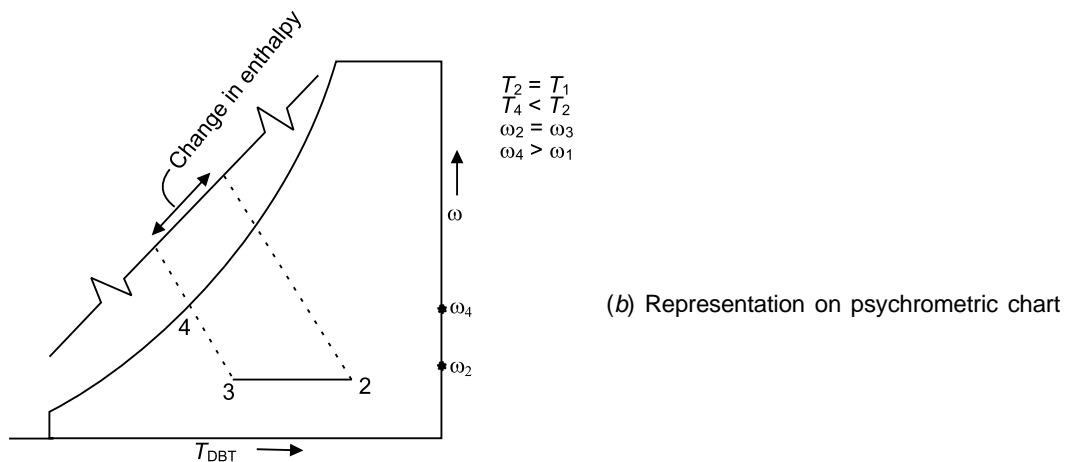 Change in enthalpy
T₂ = T₁
T₄ < T₂
ω₂ = ω₃
ω₄ > ω₁
ω
ω₄
(b) Representation on psychrometric chart
4
ω₂
3
2
T_DBT